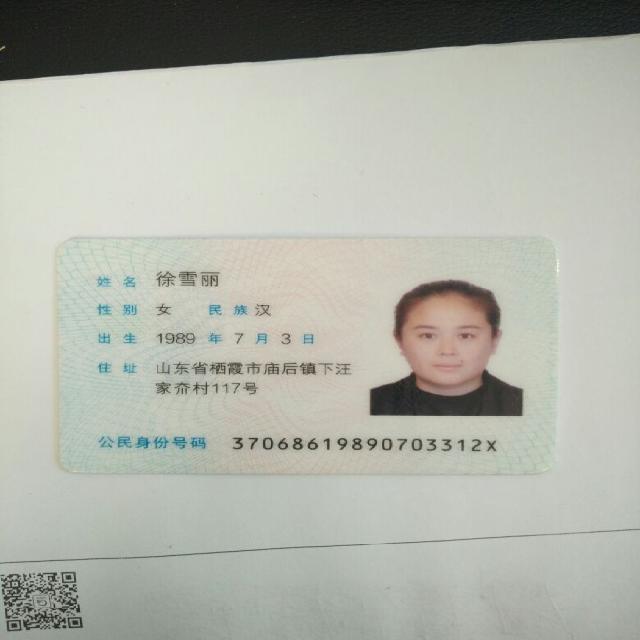 姓名 徐雪丽
性别 女 民族 汉
出生 1989 年 7 月 3 日
住址 山东省栖霞市庙后镇下汪
家夼村117号
公民身份号码 37068619890703312X